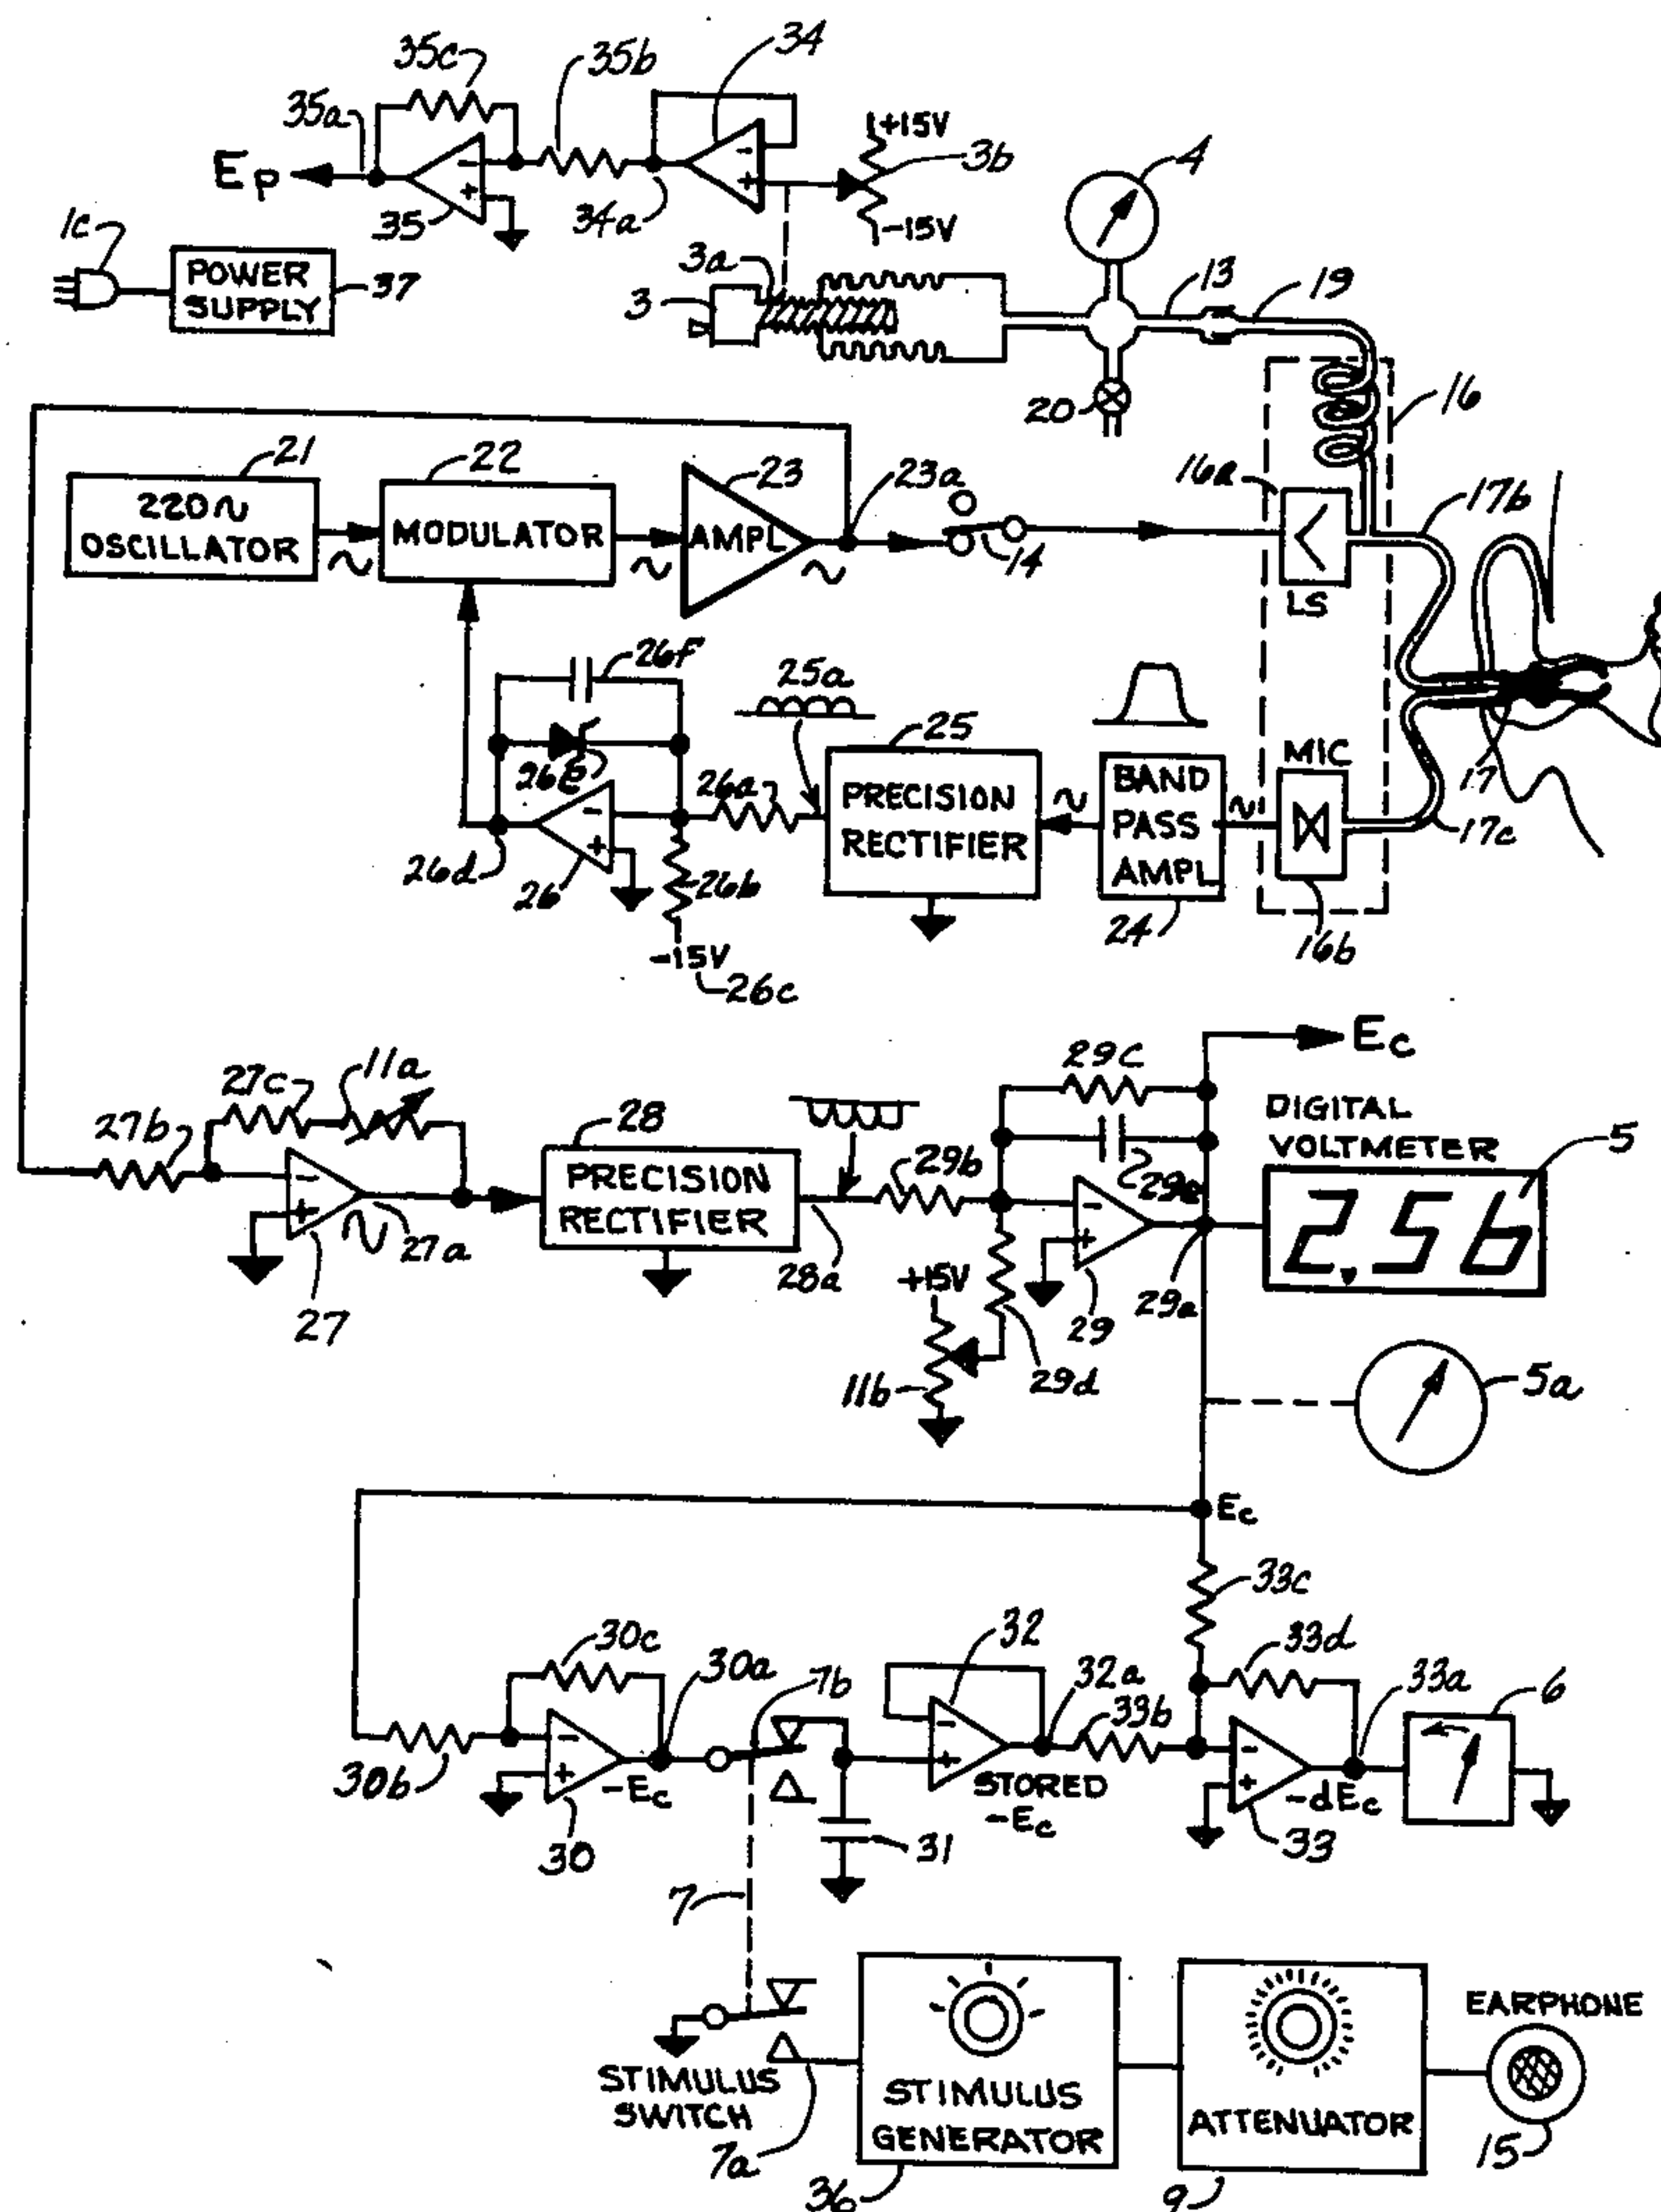 35c
35b
34
35a
+15V
3b
4
Ep
-
+
-
+
35
34a
-15V
1c
POWER
SUPPLY
37
3a
3
13
19
20
16
21
22
23
23a
16a
17b
220~
OSCILLATOR
MODULATOR
AMPL
14
LS
26f
25a
25
MIC
26e
26a
PRECISION
RECTIFIER
BAND
PASS
AMPL
17
17c
-
+
26d
26
26b
24
16b
-15V
26c
Ec
27c
11a
29c
DIGITAL
VOLTMETER
5
27b
28
PRECISION
RECTIFIER
29b
29e
2.56
-
+
27a
28a
-
+
+15V
29
29a
27
11b
29d
5a
Ec
33c
30c
30a
7b
32
32a
33d
33a
6
33b
-
+
-
+
-
+
30b
-Ec
STORED
-Ec
-dEc
30
31
33
7
STIMULUS
SWITCH
7a
STIMULUS
GENERATOR
36
ATTENUATOR
9
EARPHONE
15